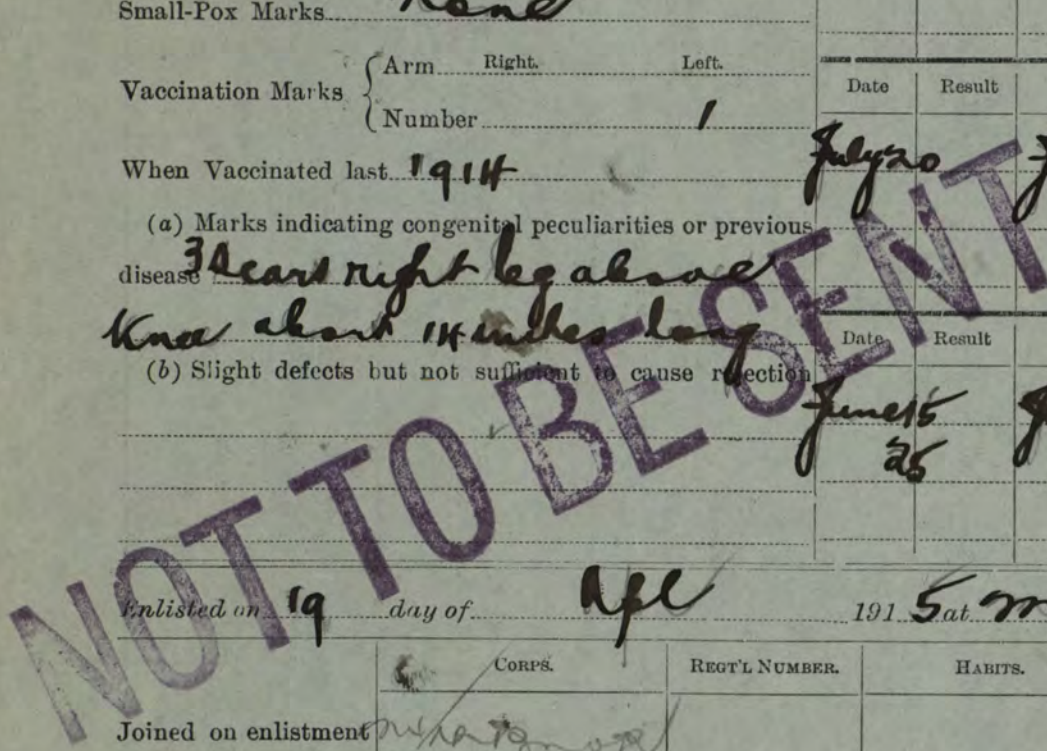 Small-Pox Marks None
Arm Right. Left.
Vaccination Marks
Number 1
Date Result
When Vaccinated last 1914
July 20
(a) Marks indicating congenital peculiarities or previous
disease 3 scars right leg above
Knee about 14 inches long
Date Result
(b) Slight defects but not sufficient to cause rejection
June 15
25
NOT TO BE SENT
Enlisted on 19 day of Apl 1915 at
CORPS. REGT'L NUMBER. HABITS.
Joined on enlistment